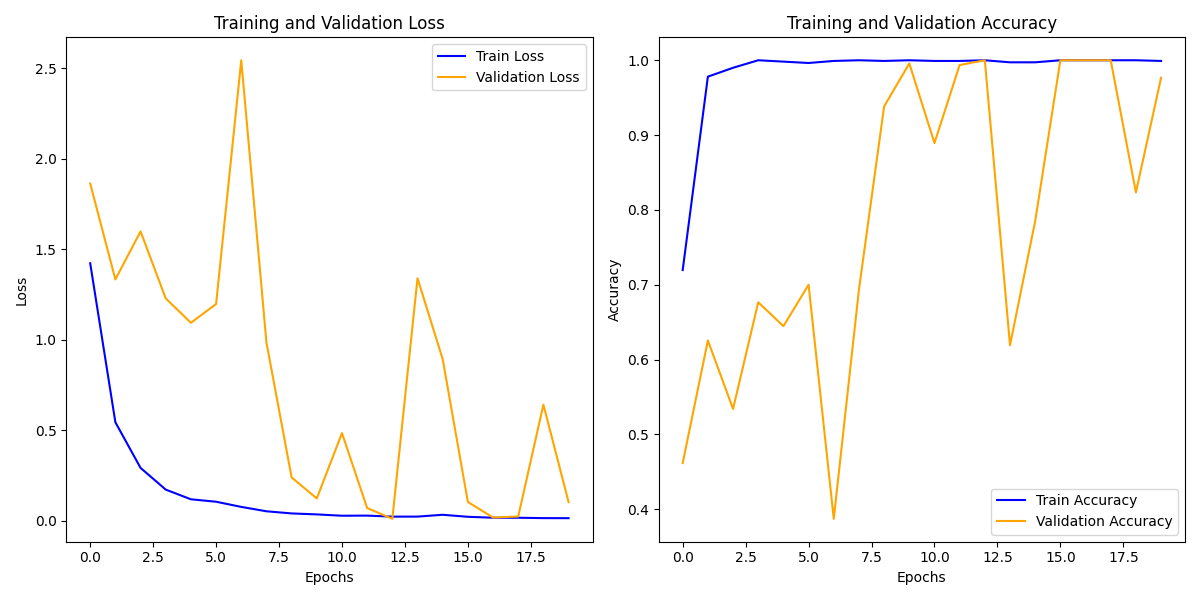 Training and Validation Loss
Train Loss
Validation Loss
2.5
2.0
1.5
1.0
0.5
0.0
Loss
0.0 2.5 5.0 7.5 10.0 12.5 15.0 17.5
Epochs
Training and Validation Accuracy
1.0
0.9
0.8
0.7
0.6
0.5
0.4
Accuracy
Train Accuracy
Validation Accuracy
0.0 2.5 5.0 7.5 10.0 12.5 15.0 17.5
Epochs